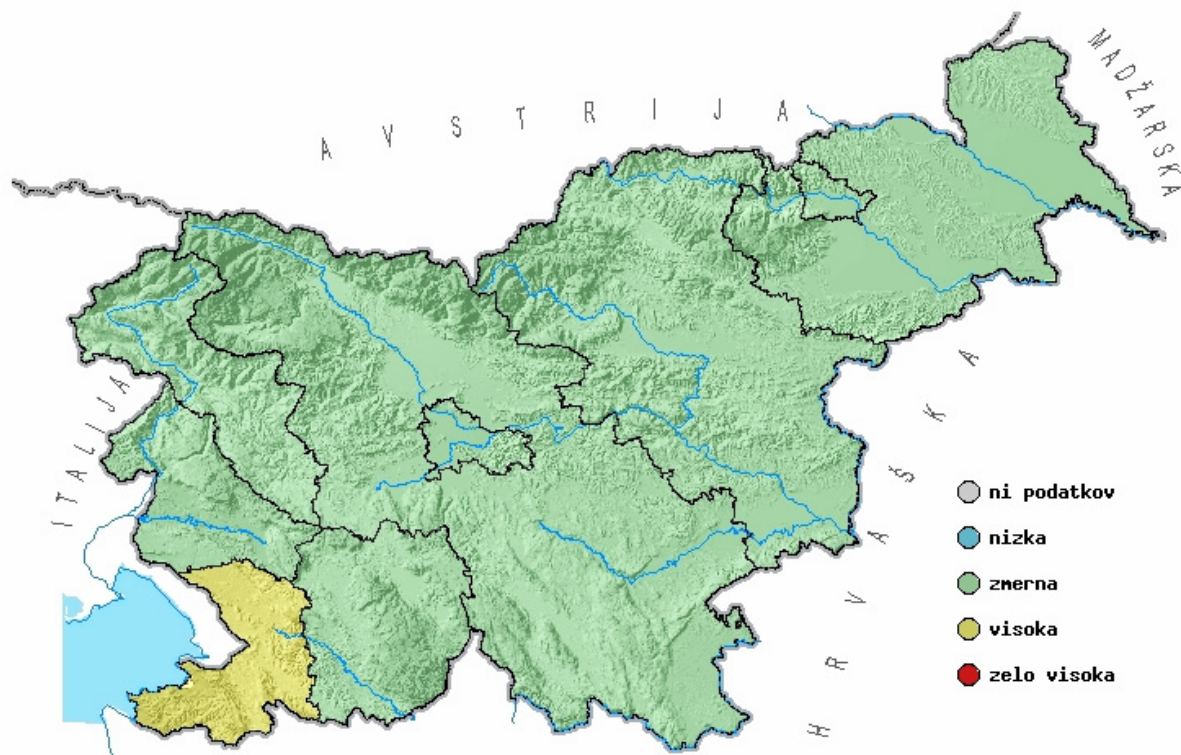 AVSTRIJA
MADŽARSKA
ITALIJA
HRVAŠKA
ni podatkov
nizka
zmerna
visoka
zelo visoka